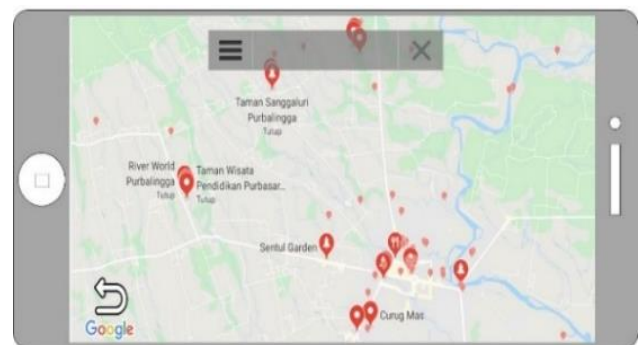 Taman Sanggaluri
Purbalingga
Tutup
River World
Purbalingga
Tutup
Taman Wisata
Pendidikan Purbasar...
Tutup
Sentul Garden
Curug Mas
Google